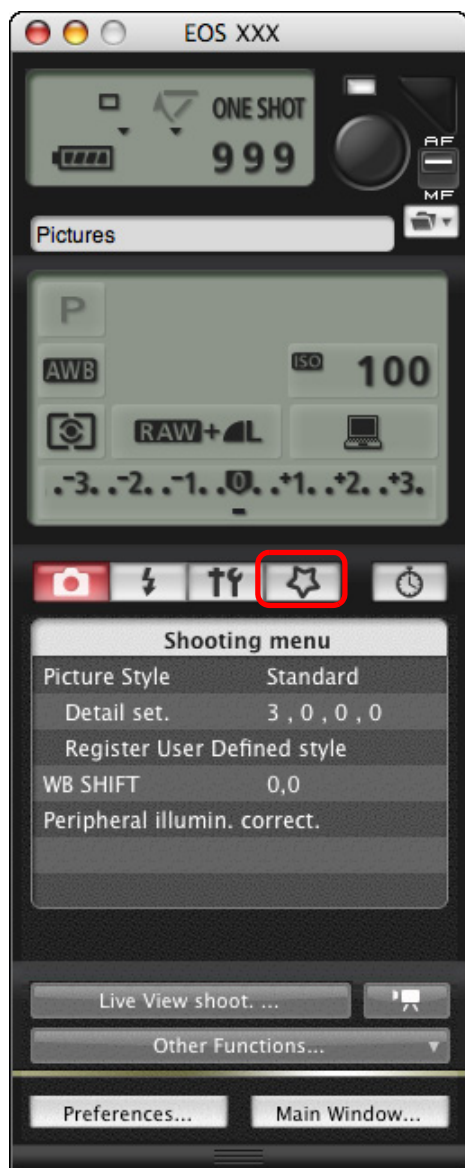 EOS XXX
ONE SHOT
999
AF
MF
Pictures
P
AWB
ISO 100
RAW+L
.-3. .-2. .-1. .0. .+1. .+2. .+3.
Shooting menu
Picture Style Standard
Detail set. 3 , 0 , 0 , 0
Register User Defined style
WB SHIFT 0,0
Peripheral illumin. correct.
Live View shoot. ...
Other Functions...
Preferences... Main Window...